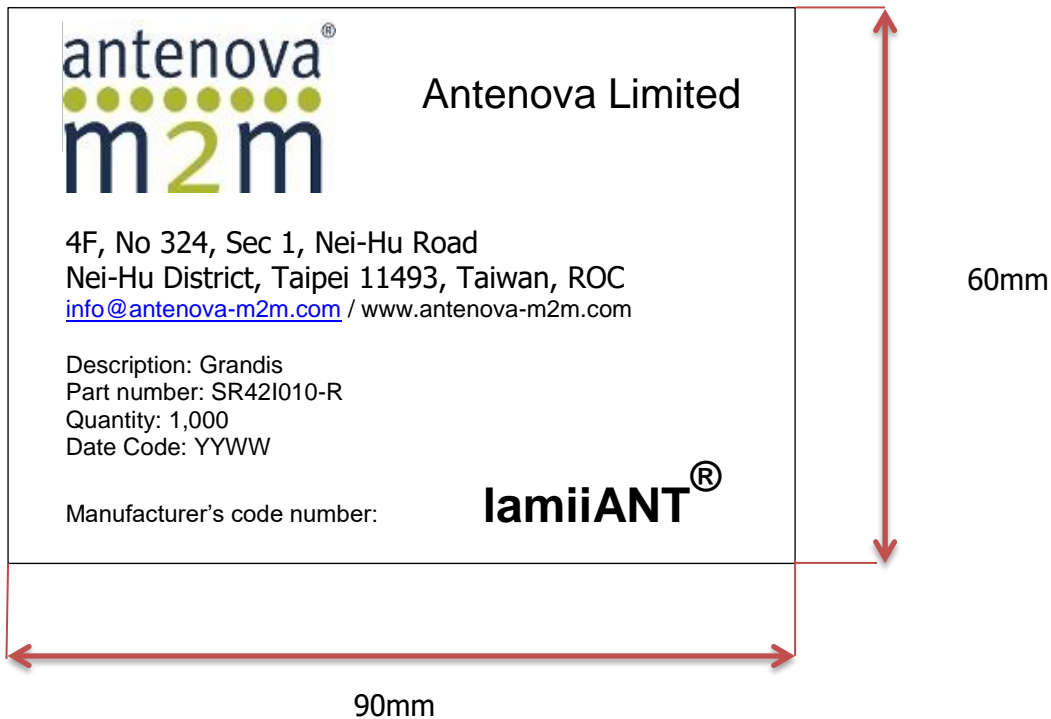 antenova®
m2m
Antenova Limited
4F, No 324, Sec 1, Nei-Hu Road
Nei-Hu District, Taipei 11493, Taiwan, ROC
info@antenova-m2m.com / www.antenova-m2m.com
Description: Grandis
Part number: SR42I010-R
Quantity: 1,000
Date Code: YYWW
Manufacturer’s code number:
lamiiANT®
60mm
90mm